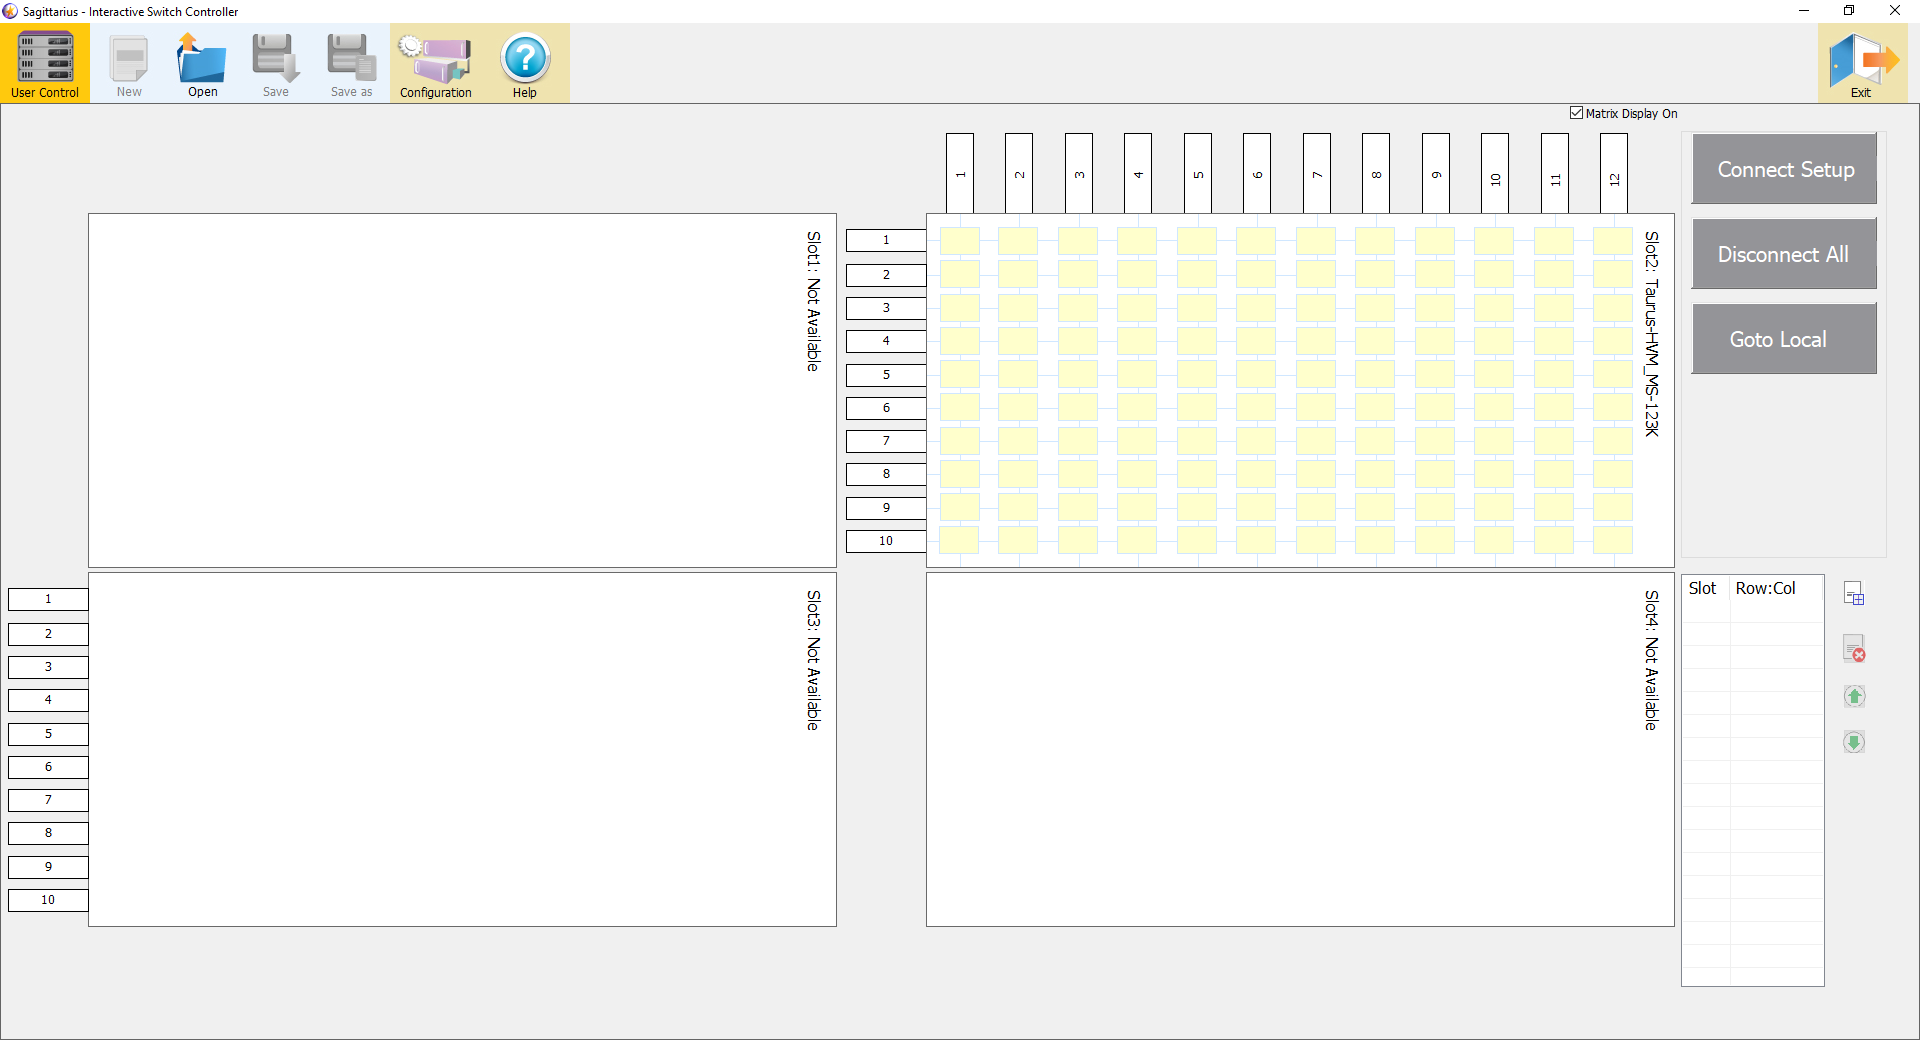 Sagittarius - Interactive Switch Controller
User Control
New
Open
Save
Save as
Configuration
Help
Exit
Matrix Display On
1 2 3 4 5 6 7 8 9 10 11 12
Slot1: Not Available
1
2
3
4
5
6
7
8
9
10
Slot2: Taurus-HVM_MS-123K
Connect Setup
Disconnect All
Goto Local
1
2
3
4
5
6
7
8
9
10
Slot3: Not Available
Slot4: Not Available
Slot Row:Col